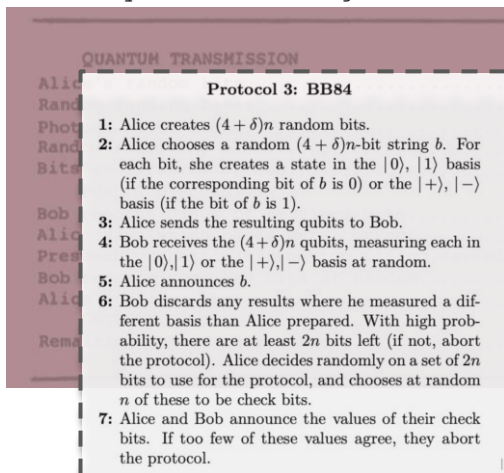 QUANTUM TRANSMISSION
Protocol 3: BB84
1: Alice creates (4 + δ)n random bits.
2: Alice chooses a random (4 + δ)n-bit string b. For
each bit, she creates a state in the |0⟩, |1⟩ basis
(if the corresponding bit of b is 0) or the |+⟩, |−⟩
basis (if the bit of b is 1).
3: Alice sends the resulting qubits to Bob.
4: Bob receives the (4+δ)n qubits, measuring each in
the |0⟩,|1⟩ or the |+⟩,|−⟩ basis at random.
5: Alice announces b.
6: Bob discards any results where he measured a dif-
ferent basis than Alice prepared. With high prob-
ability, there are at least 2n bits left (if not, abort
the protocol). Alice decides randomly on a set of 2n
bits to use for the protocol, and chooses at random
n of these to be check bits.
7: Alice and Bob announce the values of their check
bits. If too few of these values agree, they abort
the protocol.